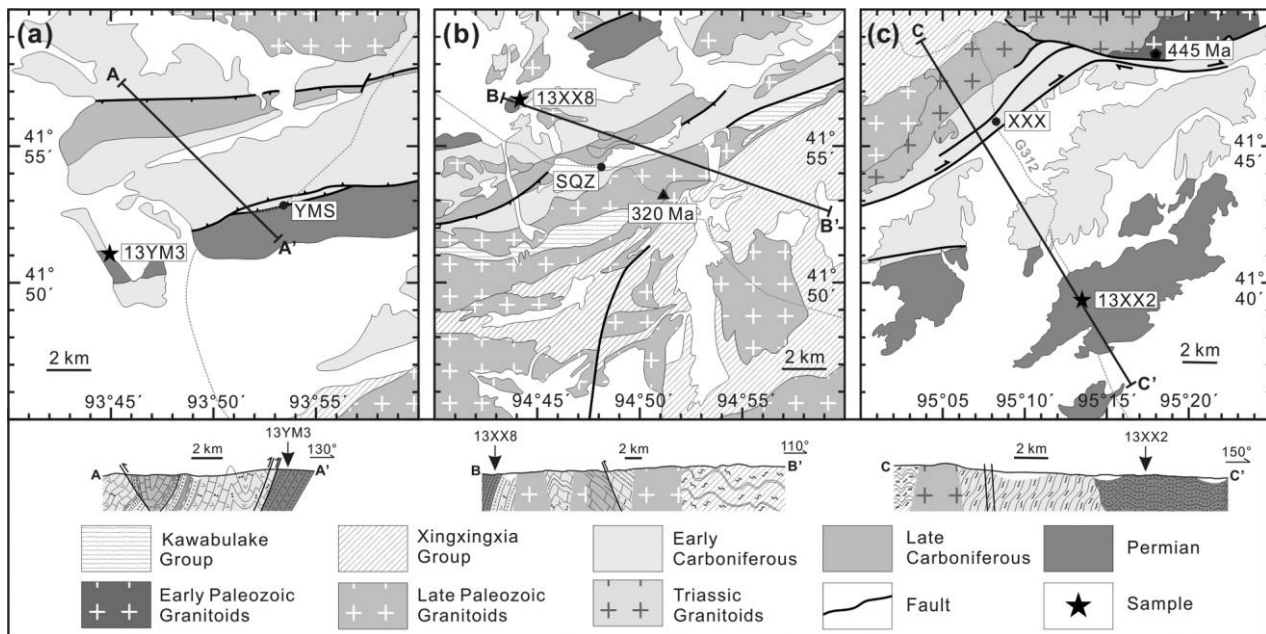 (a)
A
A'
YMS
13YM3
2 km
41°
55´
41°
50´
93°45´
93°50´
93°55´
(b)
B
13XX8
SQZ
320 Ma
B'
2 km
41°
55´
41°
50´
94°45´
94°51´
94°55´
(c)
C
445 Ma
XXX
G312
13XX2
C'
2 km
41°
45´
41°
40´
95°05´
95°10´
95°16´
95°20´
13YM3
A
2 km
130°
A'
13XX8
B
2 km
110°
B'
13XX2
C
2 km
150°
C'
Kawabulake
Group
Xingxingxia
Group
Early
Carboniferous
Late
Carboniferous
Permian
Early Paleozoic
Granitoids
Late Paleozoic
Granitoids
Triassic
Granitoids
Fault
Sample